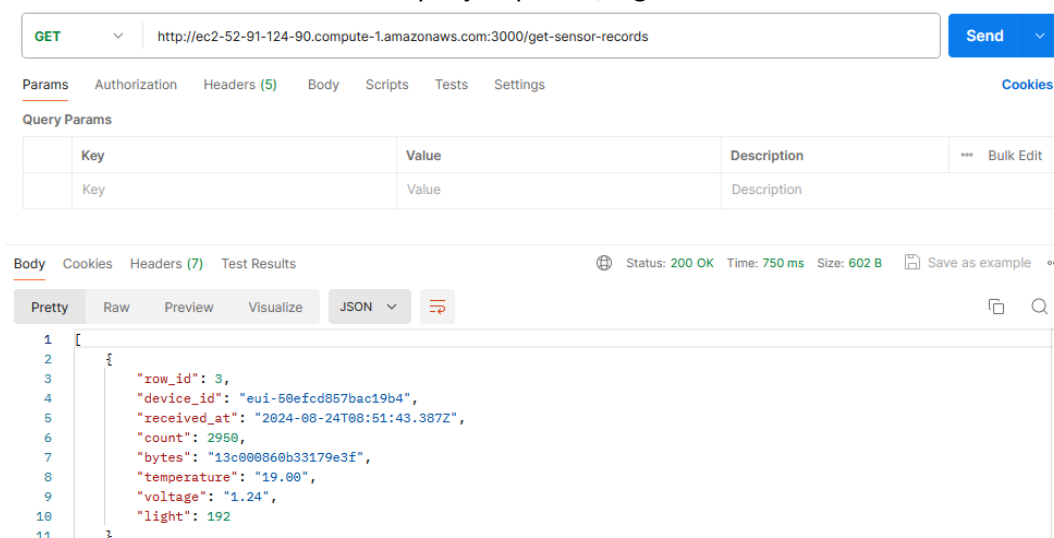 GET http://ec2-52-91-124-90.compute-1.amazonaws.com:3000/get-sensor-records Send
Params Authorization Headers (5) Body Scripts Tests Settings Cookies
Query Params
Key Value Description Bulk Edit
Key Value Description
Body Cookies Headers (7) Test Results Status: 200 OK Time: 750 ms Size: 602 B Save as example
Pretty Raw Preview Visualize JSON
1 [
2 {
3 "row_id": 3,
4 "device_id": "eui-50efcd857bac19b4",
5 "received_at": "2024-08-24T08:51:43.387Z",
6 "count": 2950,
7 "bytes": "13c000860b33179e3f",
8 "temperature": "19.00",
9 "voltage": "1.24",
10 "light": 192
11 }